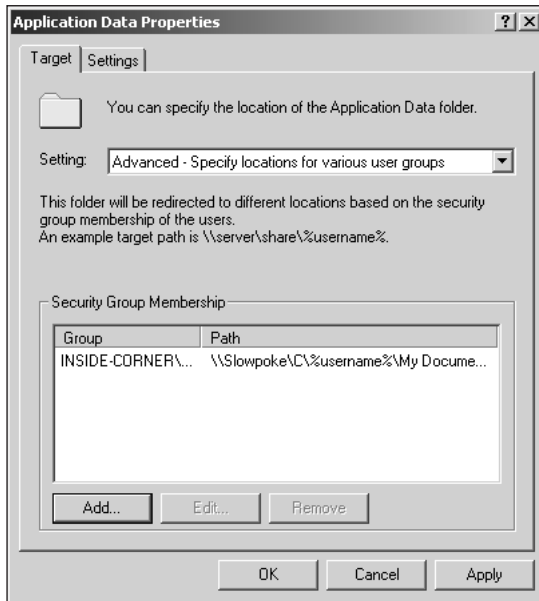 Application Data Properties
Target Settings
You can specify the location of the Application Data folder.
Setting: Advanced - Specify locations for various user groups
This folder will be redirected to different locations based on the security
group membership of the users.
An example target path is \\server\share\%username%.
Security Group Membership
Group Path
INSIDE-CORNER\... \\Slowpoke\C\%username%\My Docume...
Add... Edit... Remove
OK Cancel Apply